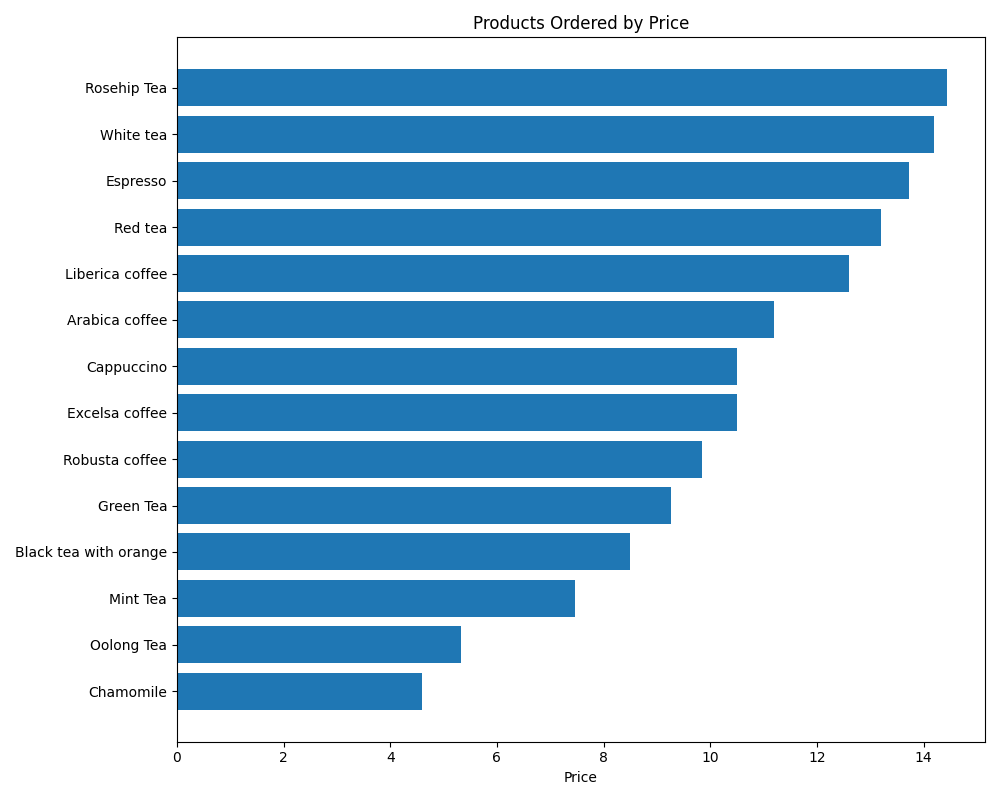 Products Ordered by Price
Rosehip Tea
White tea
Espresso
Red tea
Liberica coffee
Arabica coffee
Cappuccino
Excelsa coffee
Robusta coffee
Green Tea
Black tea with orange
Mint Tea
Oolong Tea
Chamomile
0 2 4 6 8 10 12 14
Price